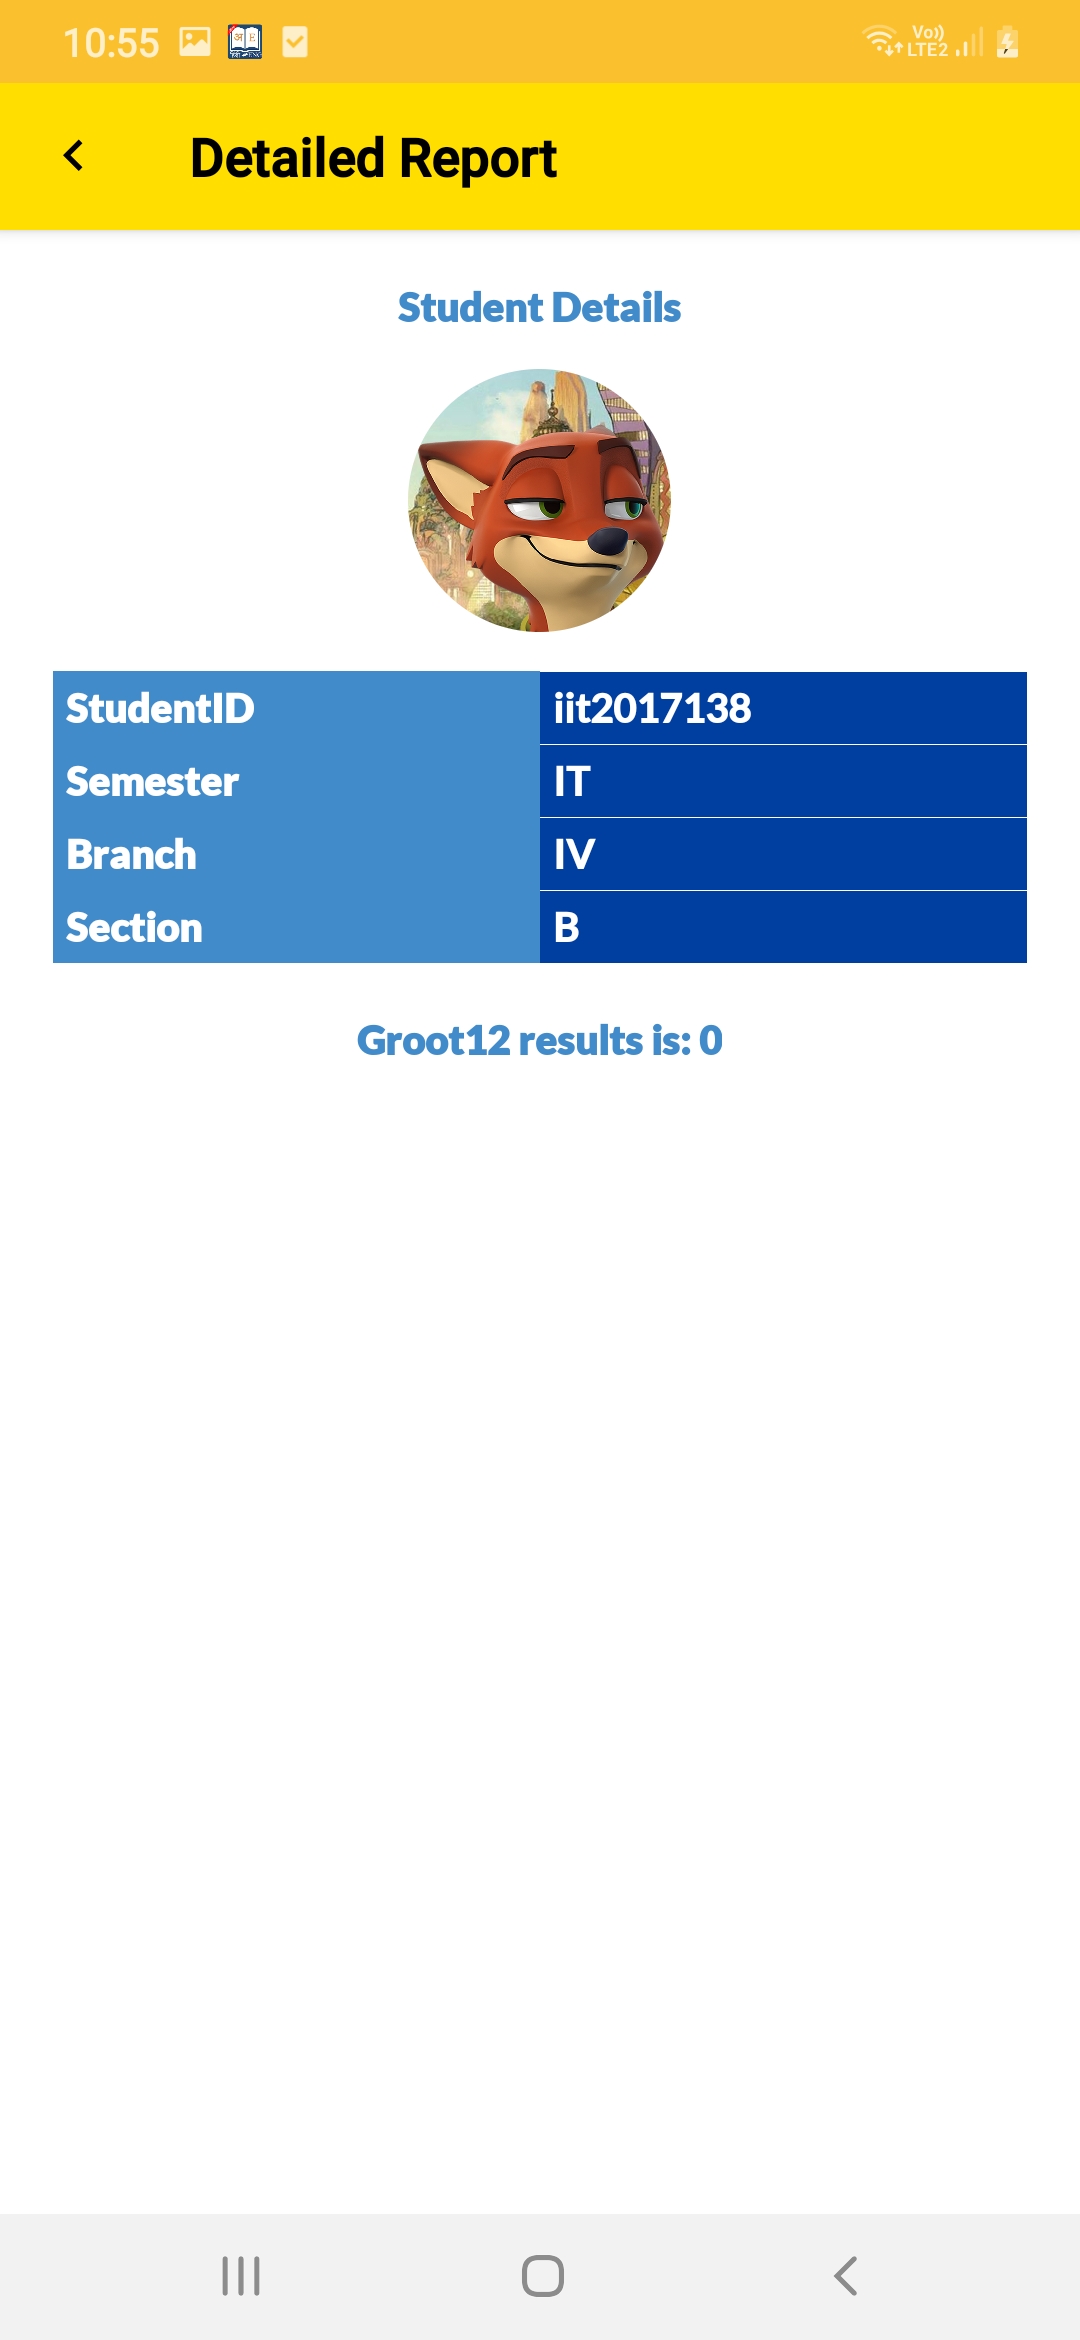 10:55
Vo))
LTE2
Detailed Report
Student Details
StudentID iit2017138
Semester IT
Branch IV
Section B
Groot12 results is: 0